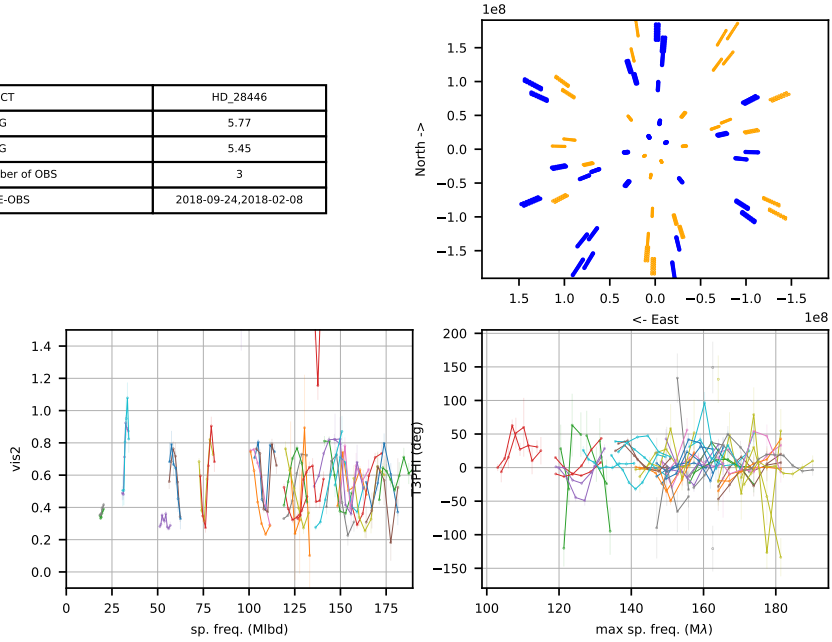 CT HD_28446
G 5.77
G 5.45
ber of OBS 3
E-OBS 2018-09-24,2018-02-08
1e8
1.5
1.0
0.5
0.0
−0.5
−1.0
−1.5
North ->
1.5 1.0 0.5 0.0 −0.5 −1.0 −1.5
<- East
1e8
1.4
1.2
1.0
0.8
0.6
0.4
0.2
0.0
vis2
0 25 50 75 100 125 150 175
sp. freq. (Mlbd)
200
150
100
50
0
−50
−100
−150
T3PHI (deg)
100 120 140 160 180
max sp. freq. (Mλ)